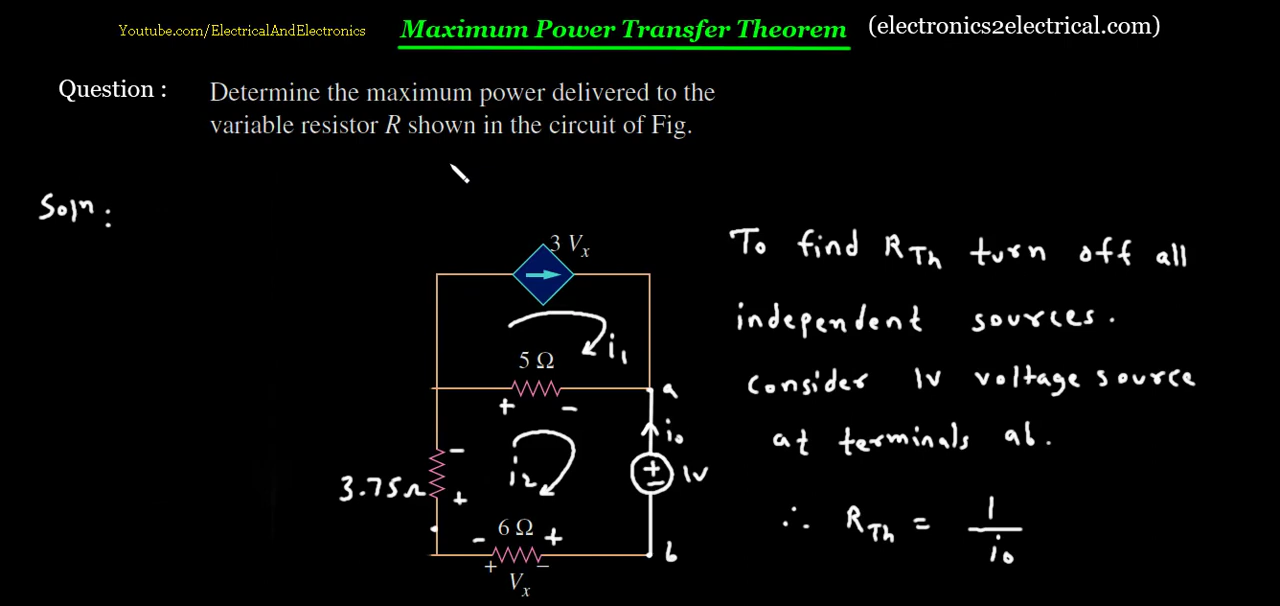 Youtube.com/ElectricalAndElectronics Maximum Power Transfer Theorem (electronics2electrical.com)
Question : Determine the maximum power delivered to the
variable resistor R shown in the circuit of Fig.
Soln :
3 Vx
To find RTh turn off all
independent sources.
i1
5 Ω
consider 1v voltage source
a
+ −
i0
at terminals ab.
−
i2
+
−
1v
3.75Ω
+
∴ RTh = 1 / i0
− 6 Ω +
b
+ −
Vx